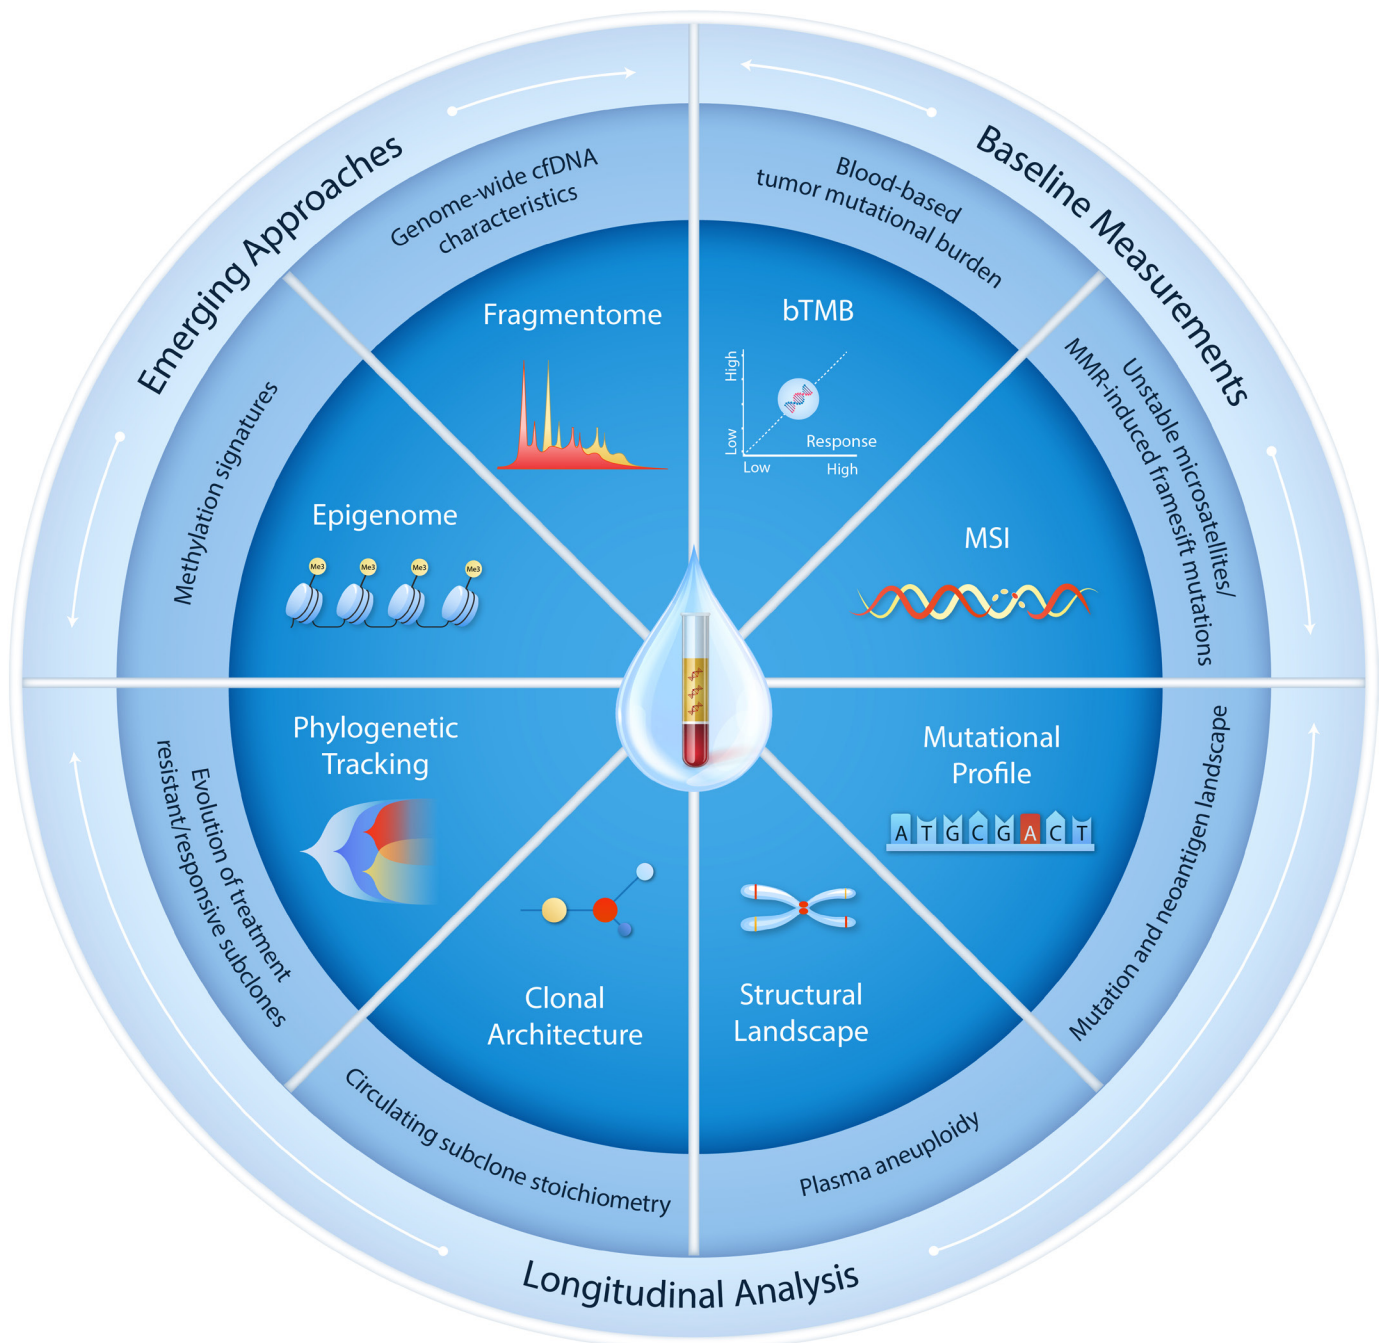 Emerging Approaches
Baseline Measurements
Longitudinal Analysis
Genome-wide cfDNA
characteristics
Blood-based
tumor mutational burden
Unstable microsatellites/
MMR-induced framesift mutations
Mutation and neoantigen landscape
Plasma aneuploidy
Circulating subclone stoichiometry
Evolution of treatment
resistant/responsive subclones
Methylation signatures
Fragmentome
bTMB
High
Low
Response
Low
High
MSI
Mutational
Profile
A T G C G A C T
Structural
Landscape
Clonal
Architecture
Phylogenetic
Tracking
Epigenome
Me3 Me3 Me3 Me3